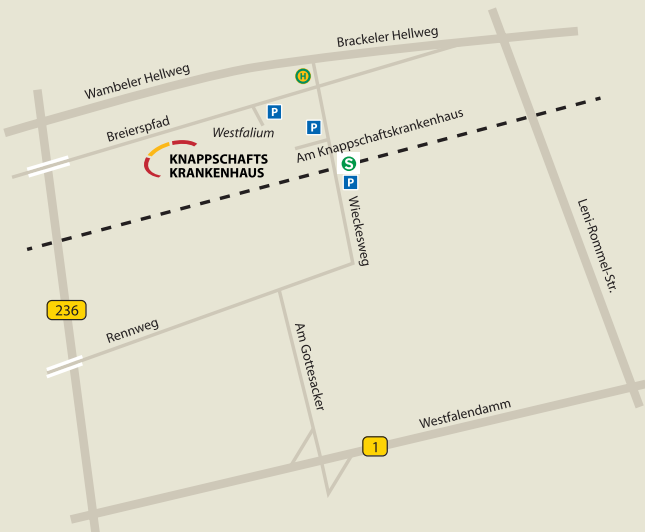 Brackeler Hellweg
Wambeler Hellweg
H
P
Breierspfad
Westfalium
P
Am Knappschaftskrankenhaus
KNAPPSCHAFTS
KRANKENHAUS
S
P
Wieckesweg
Leni-Rommel-Str.
236
Rennweg
Am Gottesacker
Westfalendamm
1